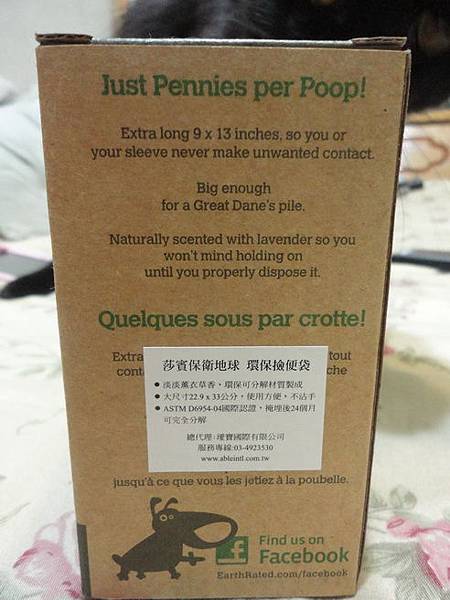 Just Pennies per Poop!
Extra long 9 x 13 inches, so you or
your sleeve never make unwanted contact.
Big enough
for a Great Dane's pile.
Naturally scented with lavender so you
won't mind holding on
until you properly dispose it.
Quelques sous par crotte!
Extra
tout
莎賓保衛地球 環保撿便袋
• 淡淡薰衣草香,環保可分解材質製成
• 大尺寸22.9 x 33公分,使用方便,不沾手
• ASTM D6954-04國際認證,掩埋後24個月
可完全分解
總代理:璦寶國際有限公司
服務專線:03-4923530
www.ableintl.com.tw
jusqu'à ce que vous les jetiez à la poubelle.
f
Find us on
Facebook
EarthRated.com/facebook